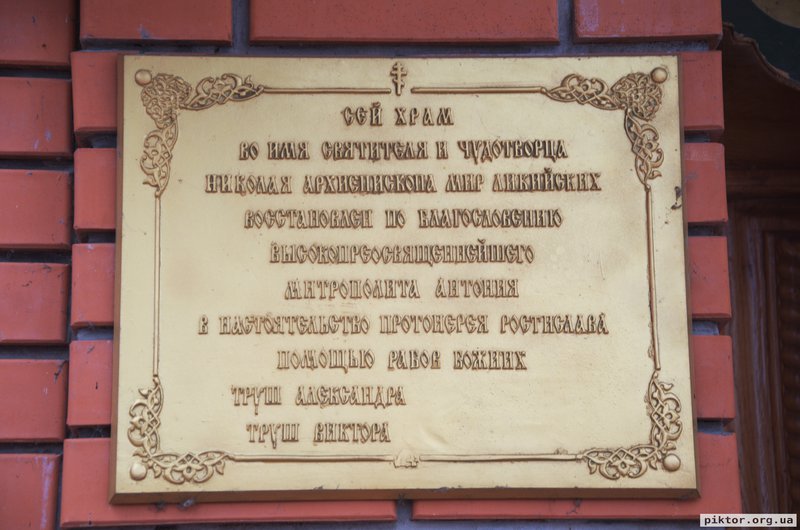 СЕЙ ХРАМ
ВО ИМЯ СВЯТИТЕЛЯ И ЧУДОТВОРЦА
НИКОЛАЯ АРХИЕПИСКОПА МИР ЛИКИЙСКИХ
ВОССТАНОВЛЕН ПО БЛАГОСЛОВЕНИЮ
ВЫСОКОПРЕОСВЯЩЕННЕЙШЕГО
МИТРОПОЛИТА АНТОНИЯ
В НАСТОЯТЕЛЬСТВО ПРОТОИЕРЕЯ РОСТИСЛАВА
ПОМОЩЬЮ РАБОВ БОЖИИХ
ТРУШ АЛЕКСАНДРА
ТРУШ ВИКТОРА
piktor.org.ua